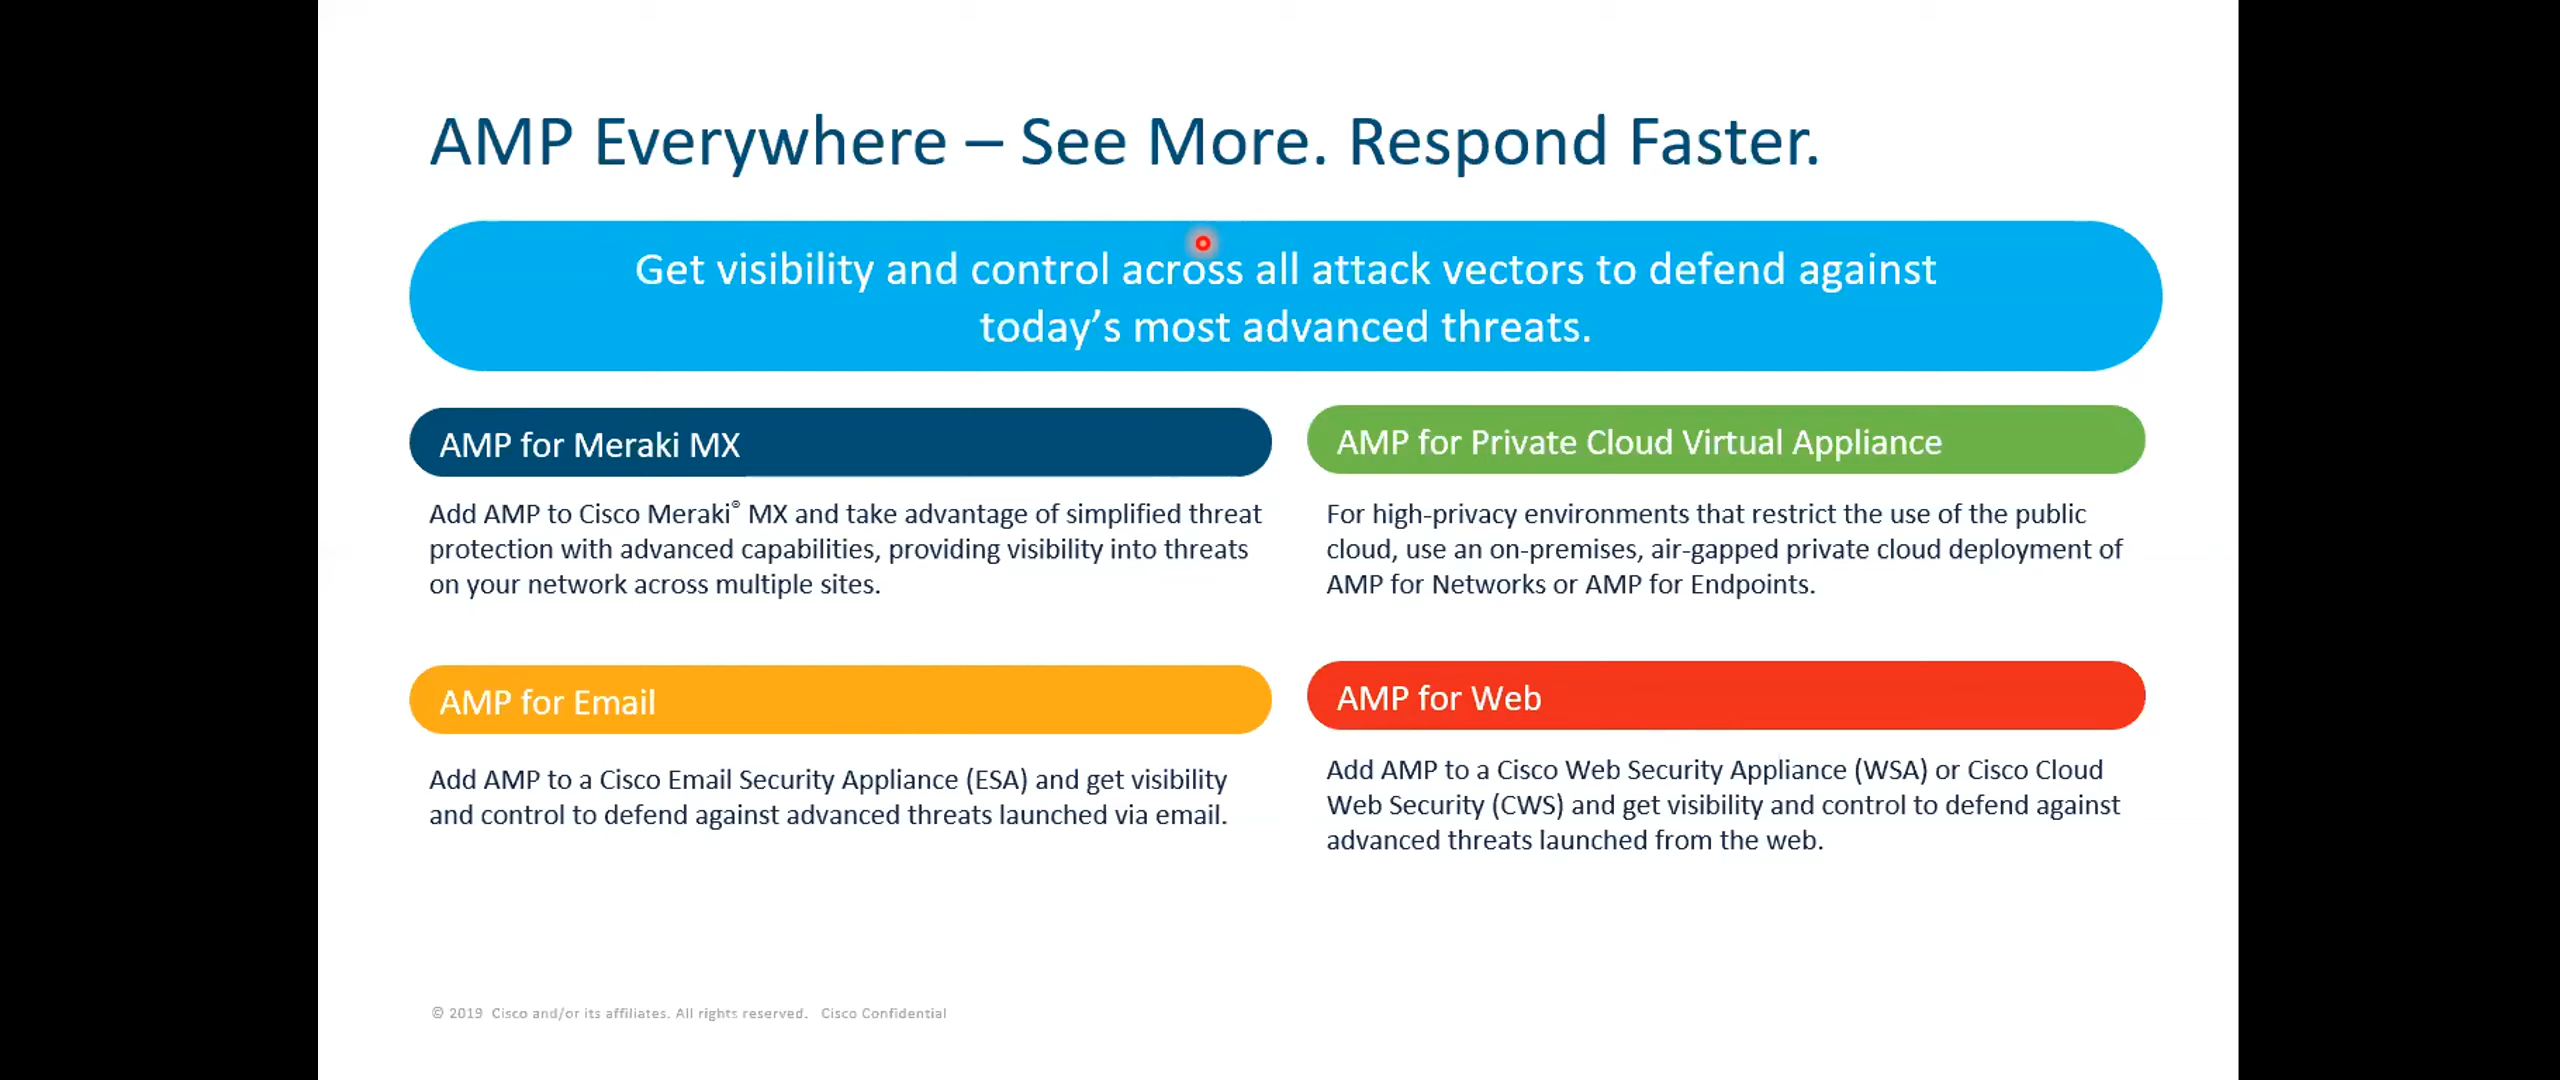 AMP Everywhere – See More. Respond Faster.
Get visibility and control across all attack vectors to defend against
today’s most advanced threats.
AMP for Meraki MX
Add AMP to Cisco Meraki® MX and take advantage of simplified threat
protection with advanced capabilities, providing visibility into threats
on your network across multiple sites.
AMP for Private Cloud Virtual Appliance
For high-privacy environments that restrict the use of the public
cloud, use an on-premises, air-gapped private cloud deployment of
AMP for Networks or AMP for Endpoints.
AMP for Email
Add AMP to a Cisco Email Security Appliance (ESA) and get visibility
and control to defend against advanced threats launched via email.
AMP for Web
Add AMP to a Cisco Web Security Appliance (WSA) or Cisco Cloud
Web Security (CWS) and get visibility and control to defend against
advanced threats launched from the web.
© 2019 Cisco and/or its affiliates. All rights reserved. Cisco Confidential